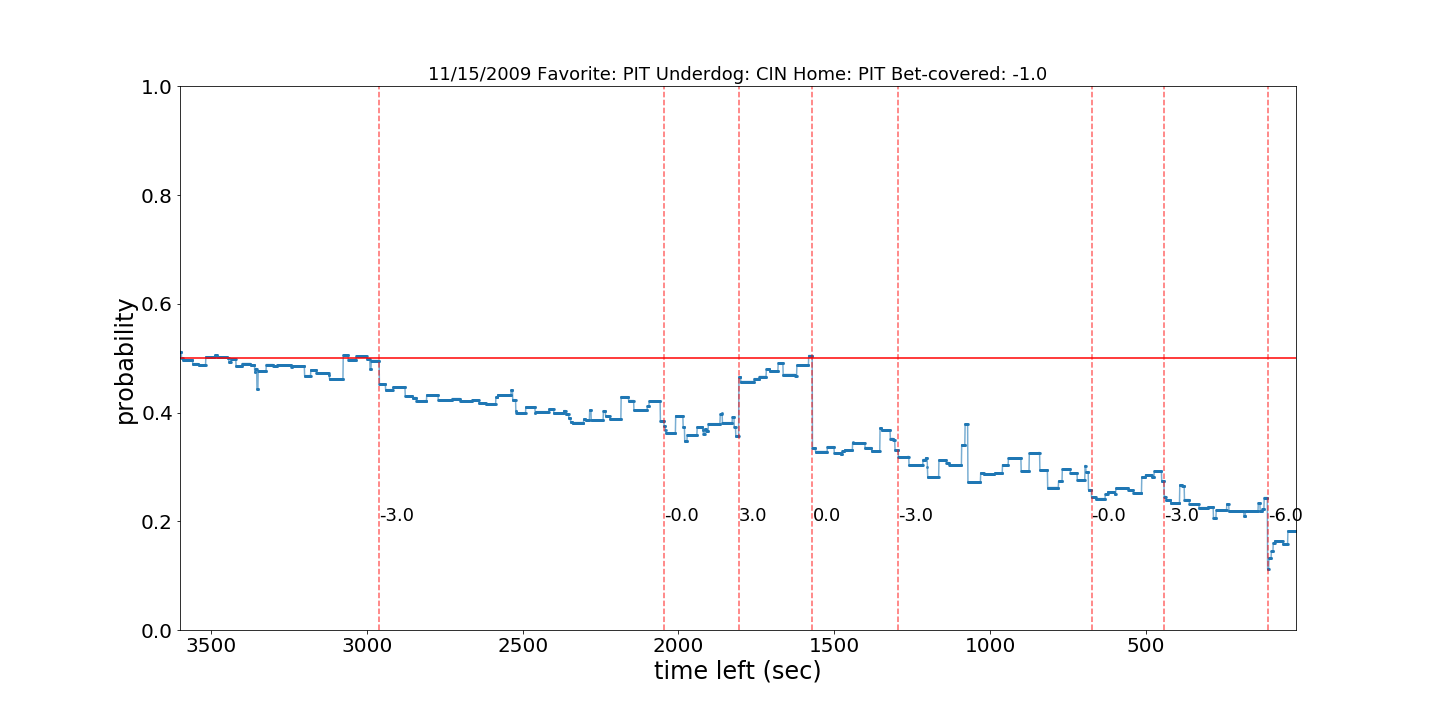 11/15/2009 Favorite: PIT Underdog: CIN Home: PIT Bet-covered: -1.0
1.0
0.8
0.6
0.4
0.2
0.0
probability
-3.0 -0.0 3.0 0.0 -3.0 -0.0 -3.0 -6.0
3500 3000 2500 2000 1500 1000 500
time left (sec)